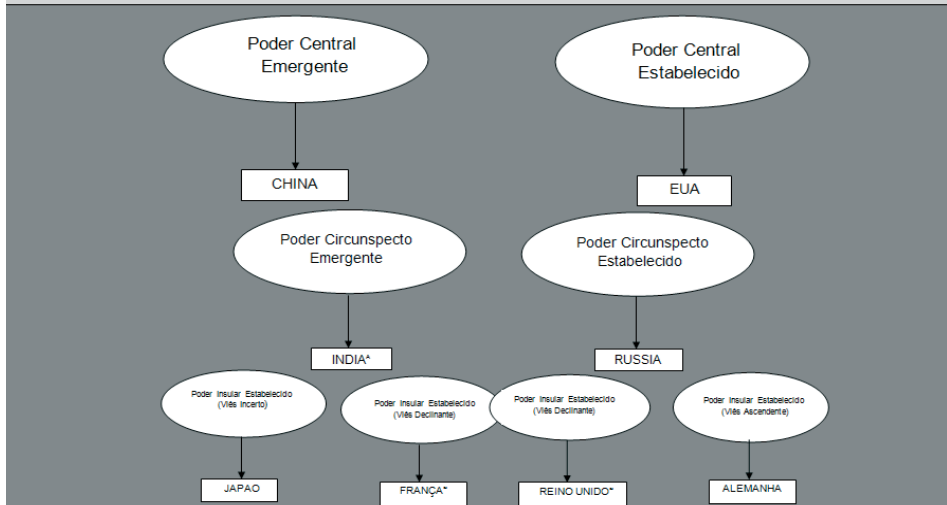 Poder Central
Emergente
Poder Central
Estabelecido
CHINA
EUA
Poder Circunspecto
Emergente
Poder Circunspecto
Estabelecido
INDIA*
RUSSIA
Poder Insular Estabelecido
(Viés Incerto)
Poder Insular Estabelecido
(Viés Declinante)
Poder Insular Estabelecido
(Viés Declinante)
Poder Insular Estabelecido
(Viés Ascendente)
JAPAO
FRANÇA*
REINO UNIDO*
ALEMANHA